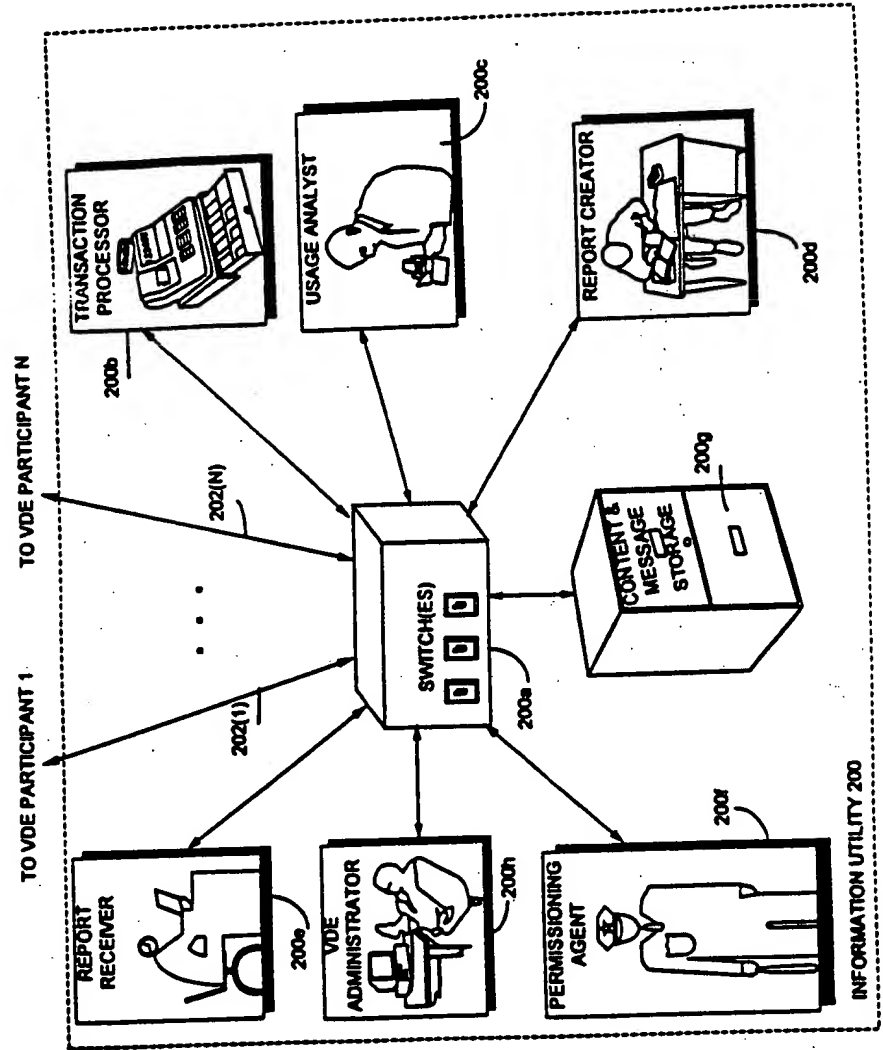 TO VDE PARTICIPANT 1
TO VDE PARTICIPANT N
202(1)
202(N)
REPORT
RECEIVER
200e
TRANSACTION
PROCESSOR
200b
VDE
ADMINISTRATOR
200h
SWITCH(ES)
200a
USAGE ANALYST
200c
PERMISSIONING
AGENT
200f
CONTENT &
MESSAGE
STORAGE
200g
REPORT CREATOR
200d
INFORMATION UTILITY 200